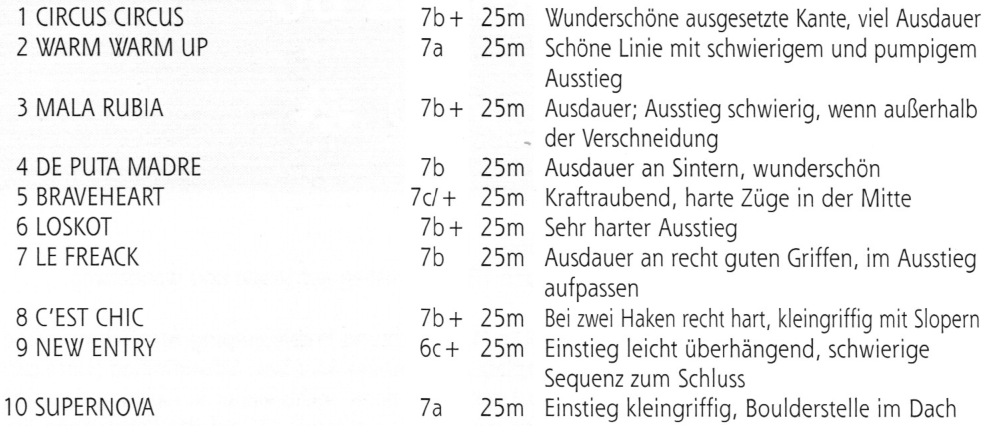 1 CIRCUS CIRCUS 7b+ 25m Wunderschöne ausgesetzte Kante, viel Ausdauer
2 WARM WARM UP 7a 25m Schöne Linie mit schwierigem und pumpigem
Ausstieg
3 MALA RUBIA 7b+ 25m Ausdauer; Ausstieg schwierig, wenn außerhalb
der Verschneidung
4 DE PUTA MADRE 7b 25m Ausdauer an Sintern, wunderschön
5 BRAVEHEART 7c/+ 25m Kraftraubend, harte Züge in der Mitte
6 LOSKOT 7b+ 25m Sehr harter Ausstieg
7 LE FREACK 7b 25m Ausdauer an recht guten Griffen, im Ausstieg
aufpassen
8 C'EST CHIC 7b+ 25m Bei zwei Haken recht hart, kleingriffig mit Slopern
9 NEW ENTRY 6c+ 25m Einstieg leicht überhängend, schwierige
Sequenz zum Schluss
10 SUPERNOVA 7a 25m Einstieg kleingriffig, Boulderstelle im Dach